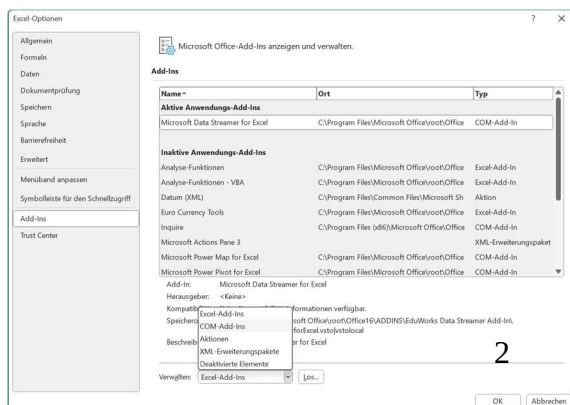 Excel-Optionen ? ×
Allgemein
Formeln
Daten
Dokumentprüfung
Speichern
Sprache
Barrierefreiheit
Erweitert
Menüband anpassen
Symbolleiste für den Schnellzugriff
Add-Ins
Trust Center
Microsoft Office-Add-Ins anzeigen und verwalten.
Add-Ins
Name Ort Typ
Aktive Anwendungs-Add-Ins
Microsoft Data Streamer for Excel C:\Program Files\Microsoft Office\root\Office COM-Add-In
Inaktive Anwendungs-Add-Ins
Analyse-Funktionen C:\Program Files\Microsoft Office\root\Office Excel-Add-In
Analyse-Funktionen - VBA C:\Program Files\Microsoft Office\root\Office Excel-Add-In
Datum (XML) C:\Program Files\Common Files\Microsoft Sh Aktion
Euro Currency Tools C:\Program Files\Microsoft Office\root\Office Excel-Add-In
Inquire C:\Program Files (x86)\Microsoft Office\Office COM-Add-In
Microsoft Actions Pane 3 XML-Erweiterungspaket
Microsoft Power Map for Excel C:\Program Files\Microsoft Office\root\Office COM-Add-In
Microsoft Power Pivot for Excel C:\Program Files\Microsoft Office\root\Office COM-Add-In
Add-In: Microsoft Data Streamer for Excel
Herausgeber: <Keine>
Kompatib formationen verfügbar.
Speichero soft Office\root\Office16\ADDINS\EduWorks Data Streamer Add-In\
forExcel.vsto|vstolocal
Beschreib er for Excel
Excel-Add-Ins
COM-Add-Ins
Aktionen
XML-Erweiterungspakete
Deaktivierte Elemente
2
Verwalten: Excel-Add-Ins Los...
OK Abbrechen